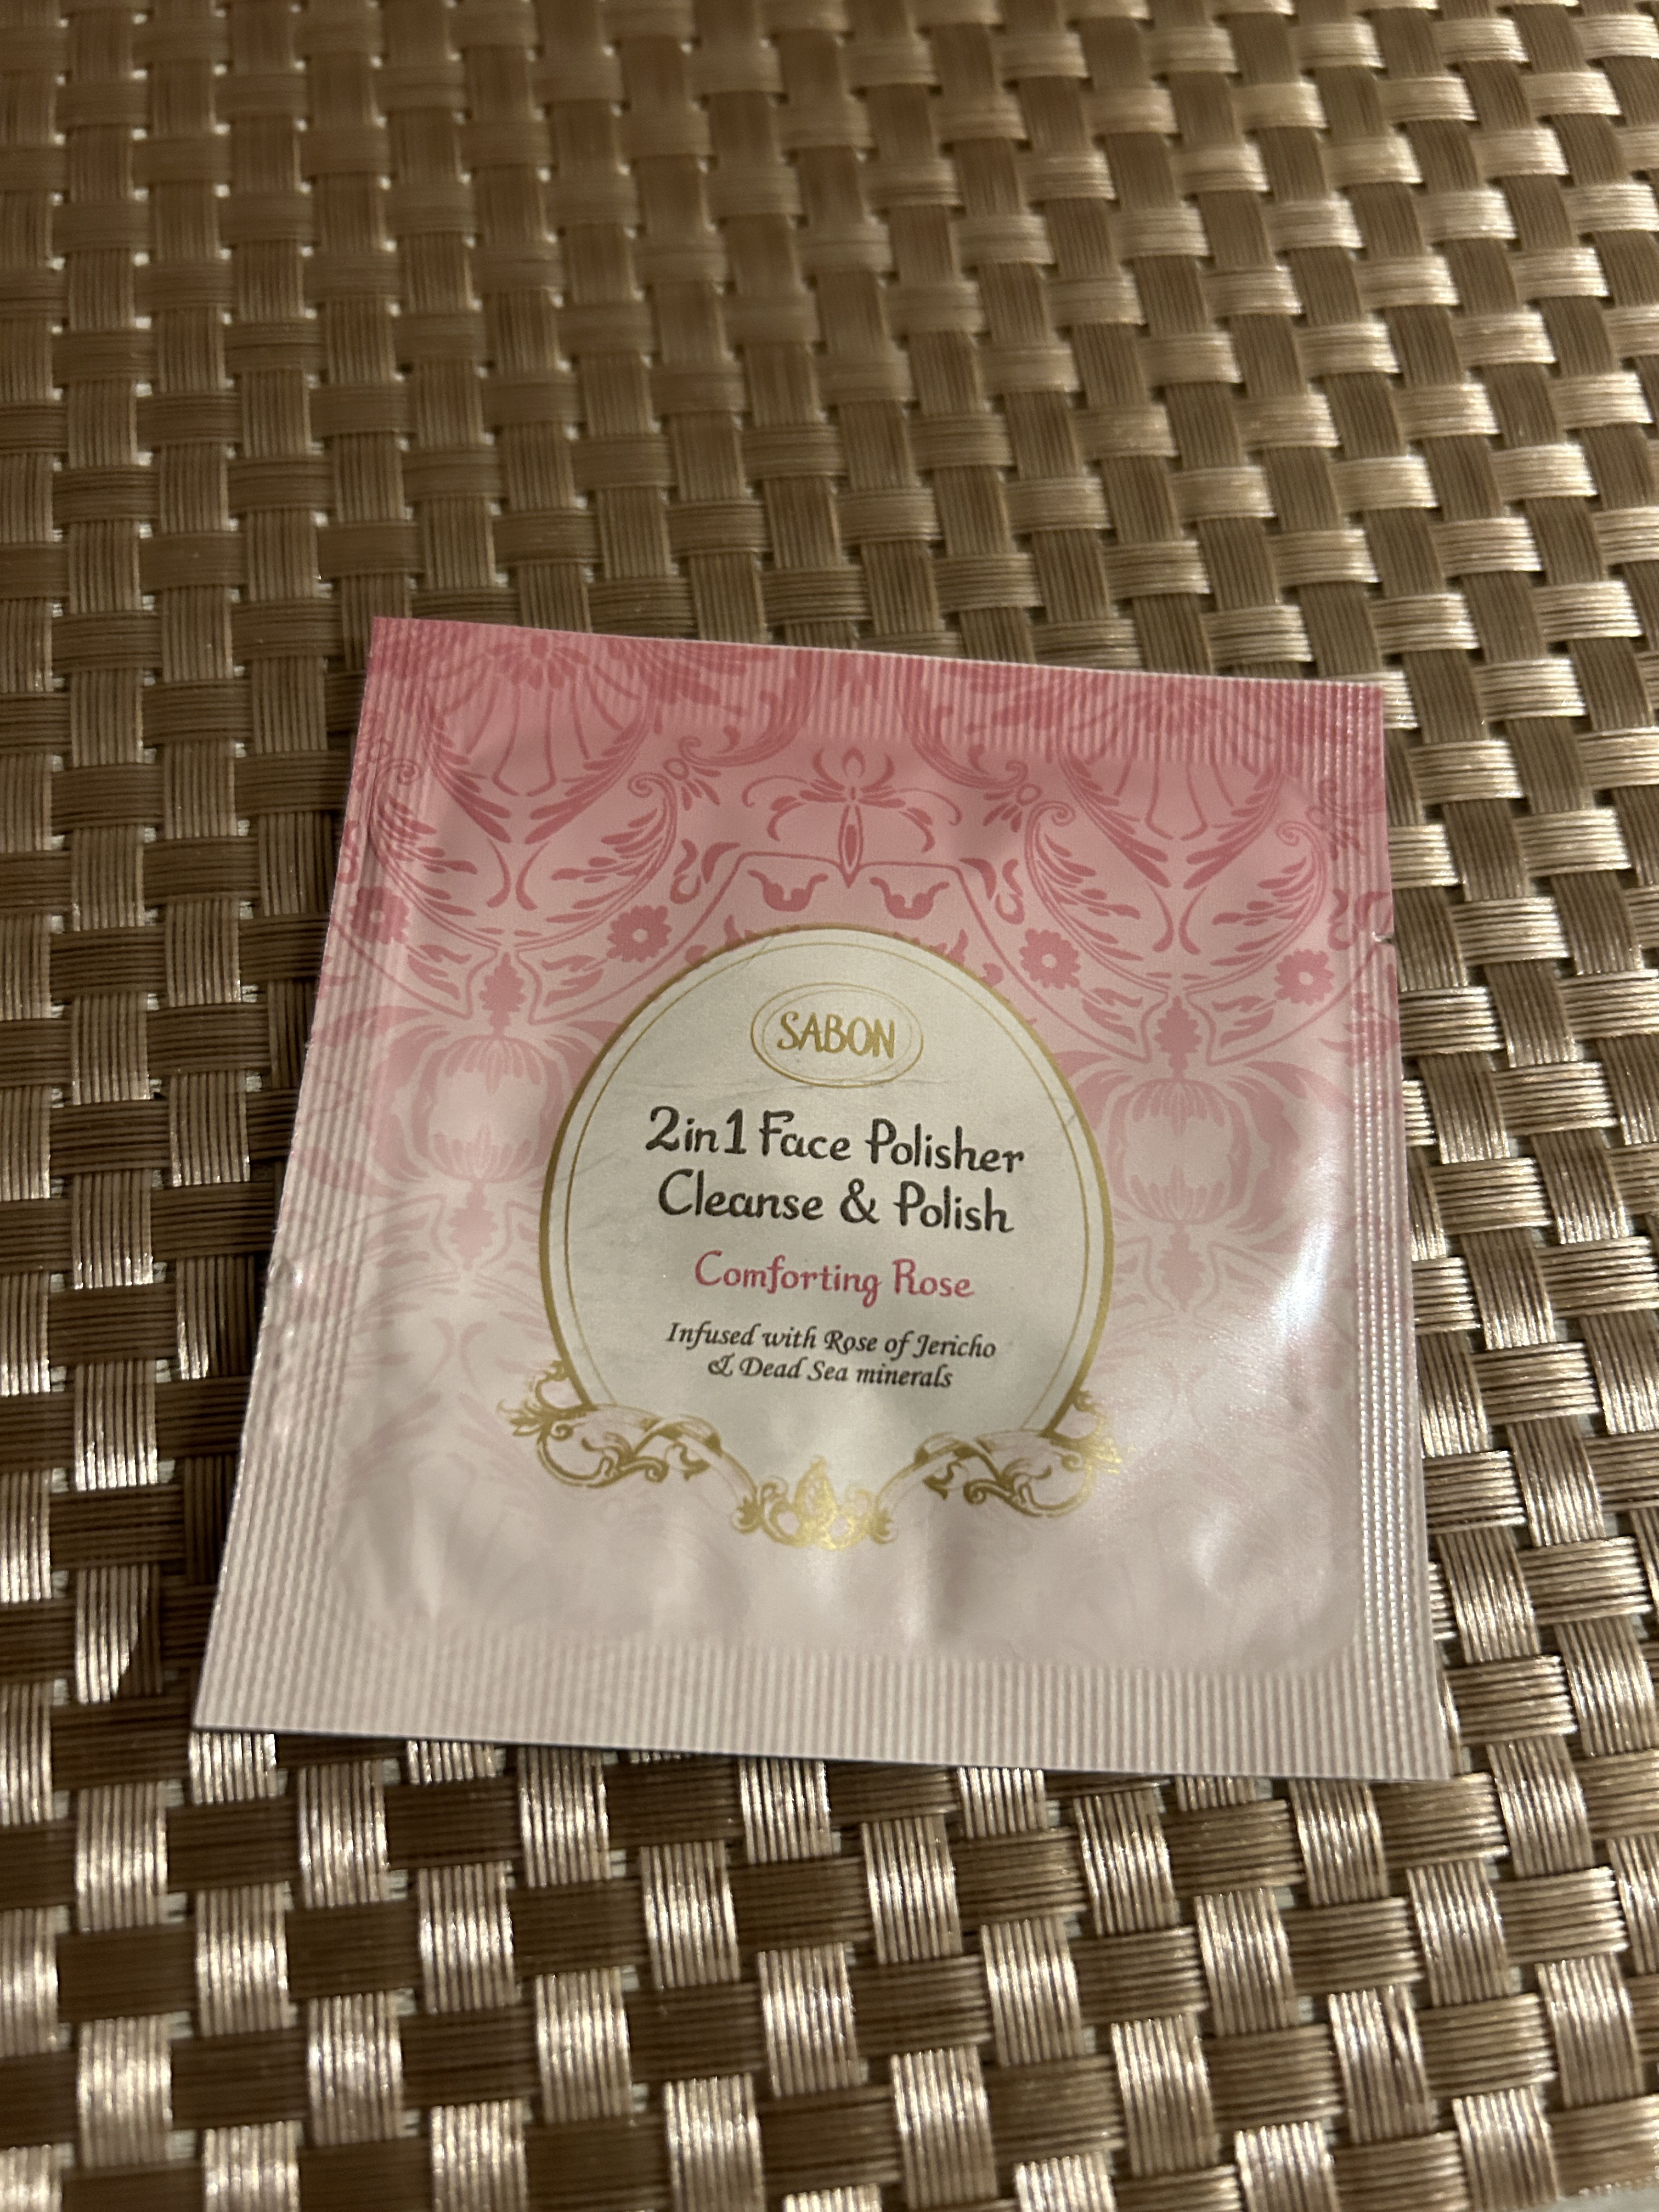 SABON
2in1 Face Polisher
Cleanse & Polish
Comforting Rose
Infused with Rose of Jericho
& Dead Sea minerals